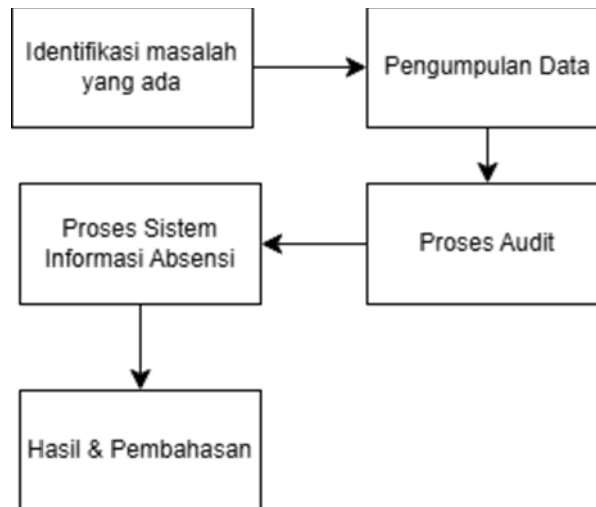 Identifikasi masalah
yang ada
Pengumpulan Data
Proses Audit
Proses Sistem
Informasi Absensi
Hasil & Pembahasan